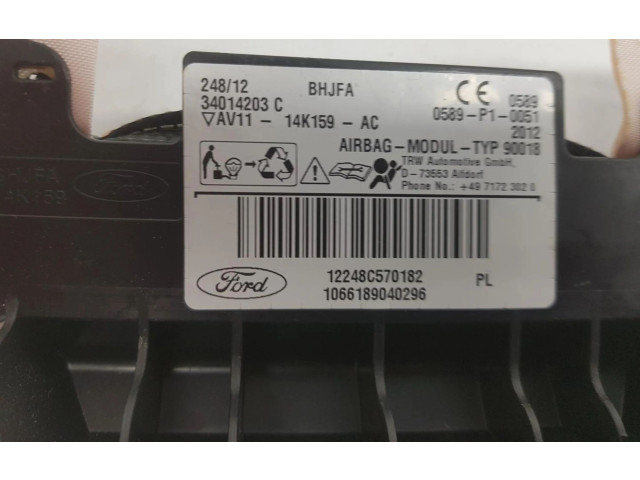 248/12 BHJFA CE 0589
34014203 C 0589-P1-0051
▽AV11 - 14K159 - AC 2012
AIRBAG-MODUL-TYP 90018
TRW Automotive GmbH,
D-73553 Alfdorf
Phone No.: +49 7172 302 0
Ford
12248C570182 PL
1066189040296